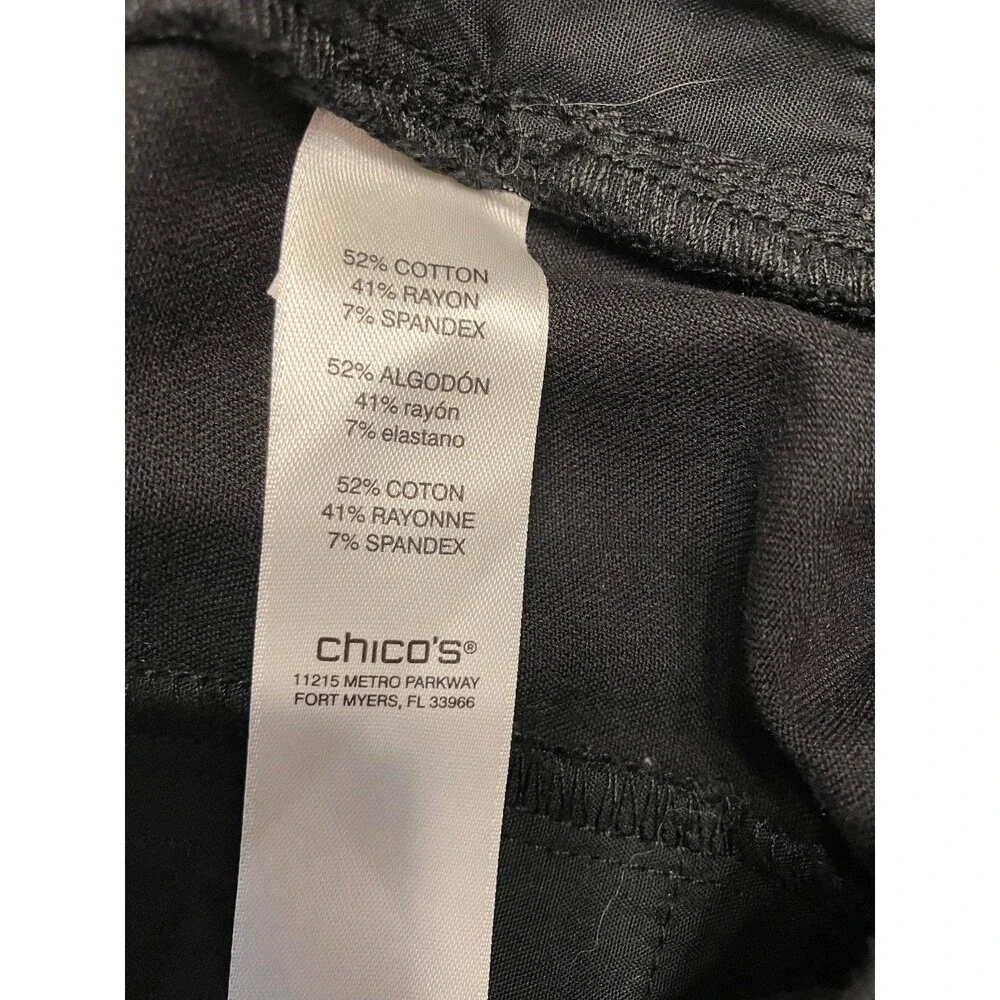 52% COTTON
41% RAYON
7% SPANDEX
52% ALGODÓN
41% rayón
7% elastano
52% COTON
41% RAYONNE
7% SPANDEX
chico's®
11215 METRO PARKWAY
FORT MYERS, FL 33966